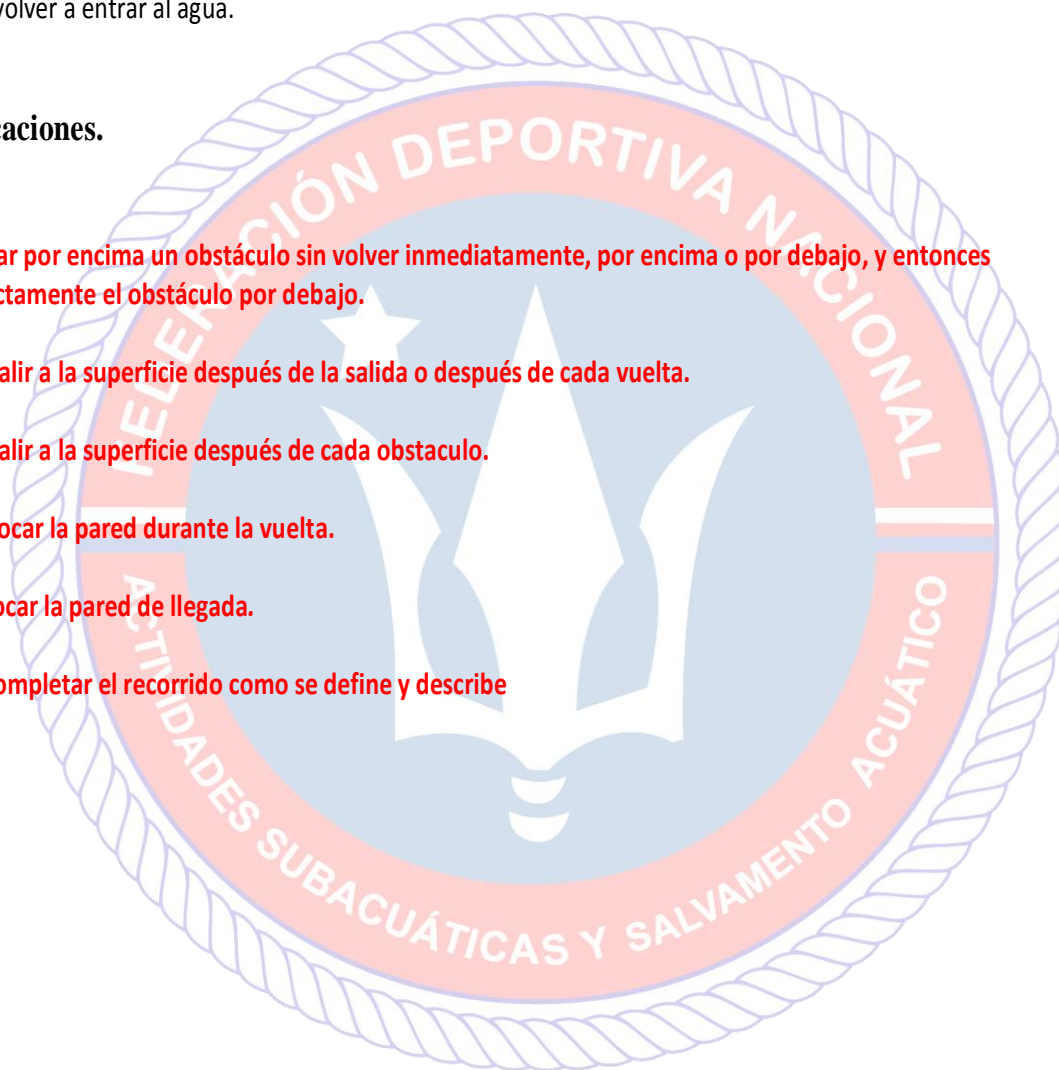 volver a entrar al agua.
caciones.
ar por encima un obstáculo sin volver inmediatamente, por encima o por debajo, y entonces
ctamente el obstáculo por debajo.
alir a la superficie después de la salida o después de cada vuelta.
alir a la superficie después de cada obstaculo.
ocar la pared durante la vuelta.
ocar la pared de llegada.
ompletar el recorrido como se define y describe
FEDERACIÓN DEPORTIVA NACIONAL
ACTIVIDADES SUBACUÁTICAS Y SALVAMENTO ACUÁTICO